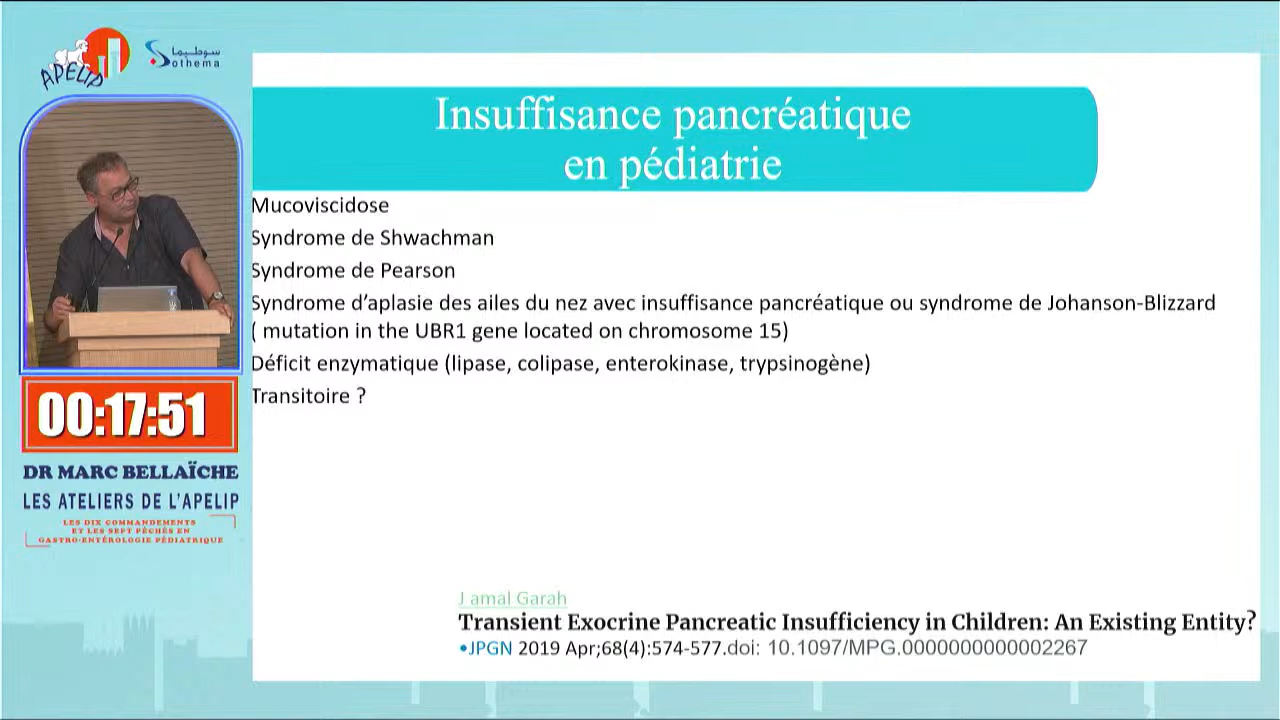 APELIP
سوطيما
Sothema
Insuffisance pancréatique
en pédiatrie
Mucoviscidose
Syndrome de Shwachman
Syndrome de Pearson
Syndrome d’aplasie des ailes du nez avec insuffisance pancréatique ou syndrome de Johanson-Blizzard
( mutation in the UBR1 gene located on chromosome 15)
Déficit enzymatique (lipase, colipase, enterokinase, trypsinogène)
Transitoire ?
J amal Garah
Transient Exocrine Pancreatic Insufficiency in Children: An Existing Entity?
•JPGN 2019 Apr;68(4):574-577.doi: 10.1097/MPG.0000000000002267
00:17:51
DR MARC BELLAÏCHE
LES ATELIERS DE L'APELIP
LES DIX COMMANDEMENTS
ET LES SEPT PÉCHÉS EN
GASTRO-ENTÉROLOGIE PÉDIATRIQUE